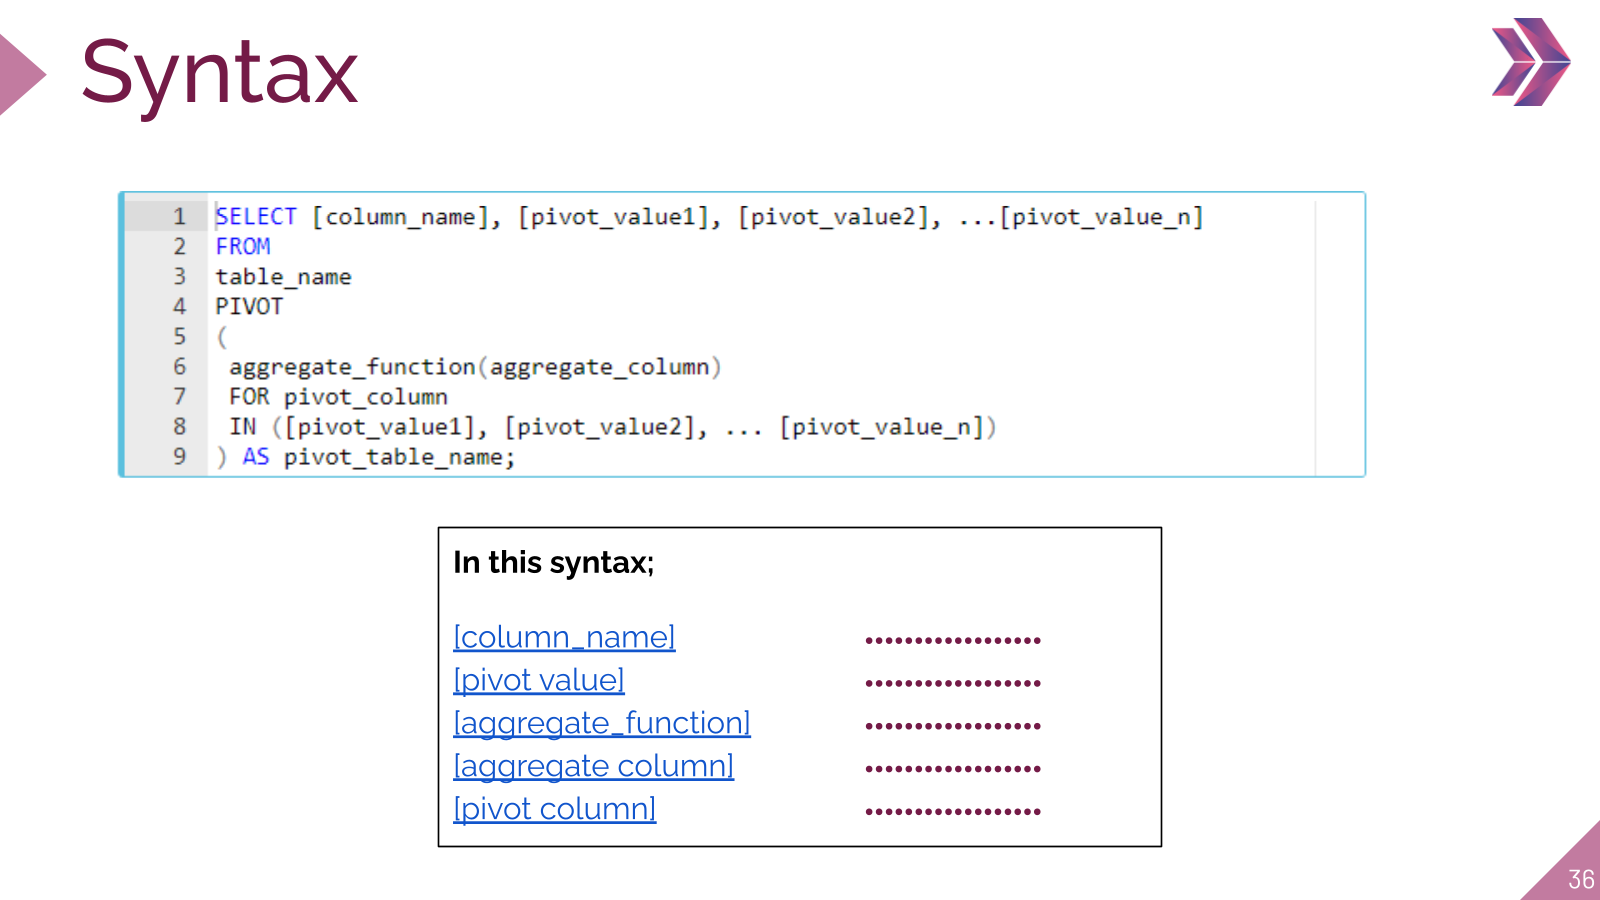 Syntax
1 SELECT [column_name], [pivot_value1], [pivot_value2], ...[pivot_value_n]
2 FROM
3 table_name
4 PIVOT
5 (
6 aggregate_function(aggregate_column)
7 FOR pivot_column
8 IN ([pivot_value1], [pivot_value2], ... [pivot_value_n])
9 ) AS pivot_table_name;
In this syntax;
[column_name] ..................
[pivot value] ..................
[aggregate_function] ..................
[aggregate column] ..................
[pivot column] ..................
36